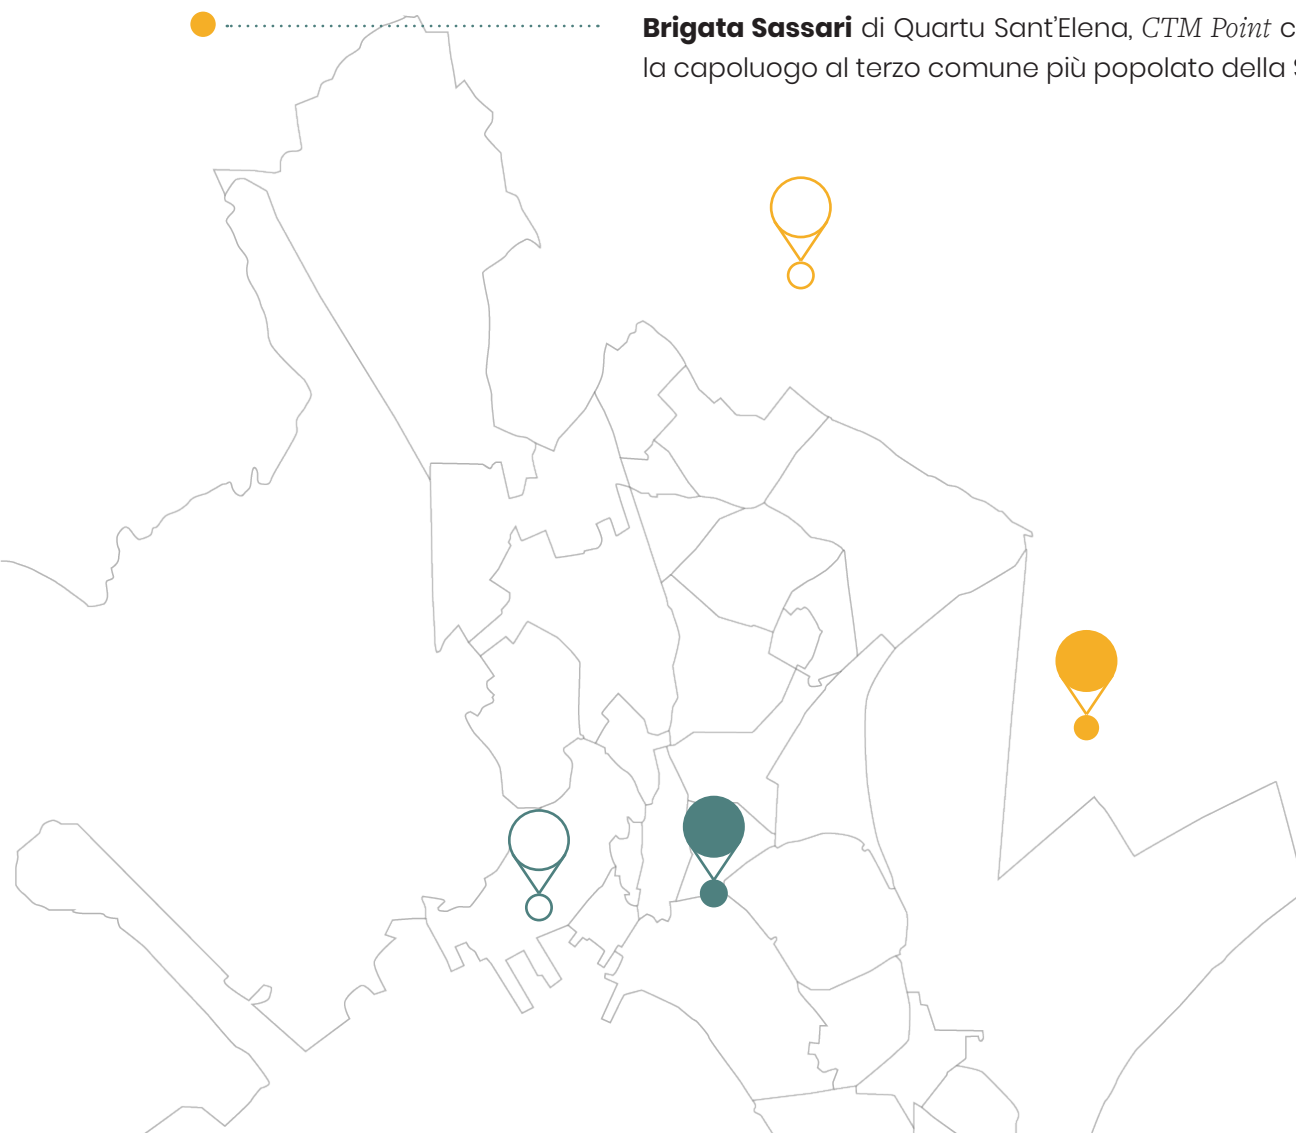 Brigata Sassari di Quartu Sant’Elena, CTM Point
la capoluogo al terzo comune più popolato della